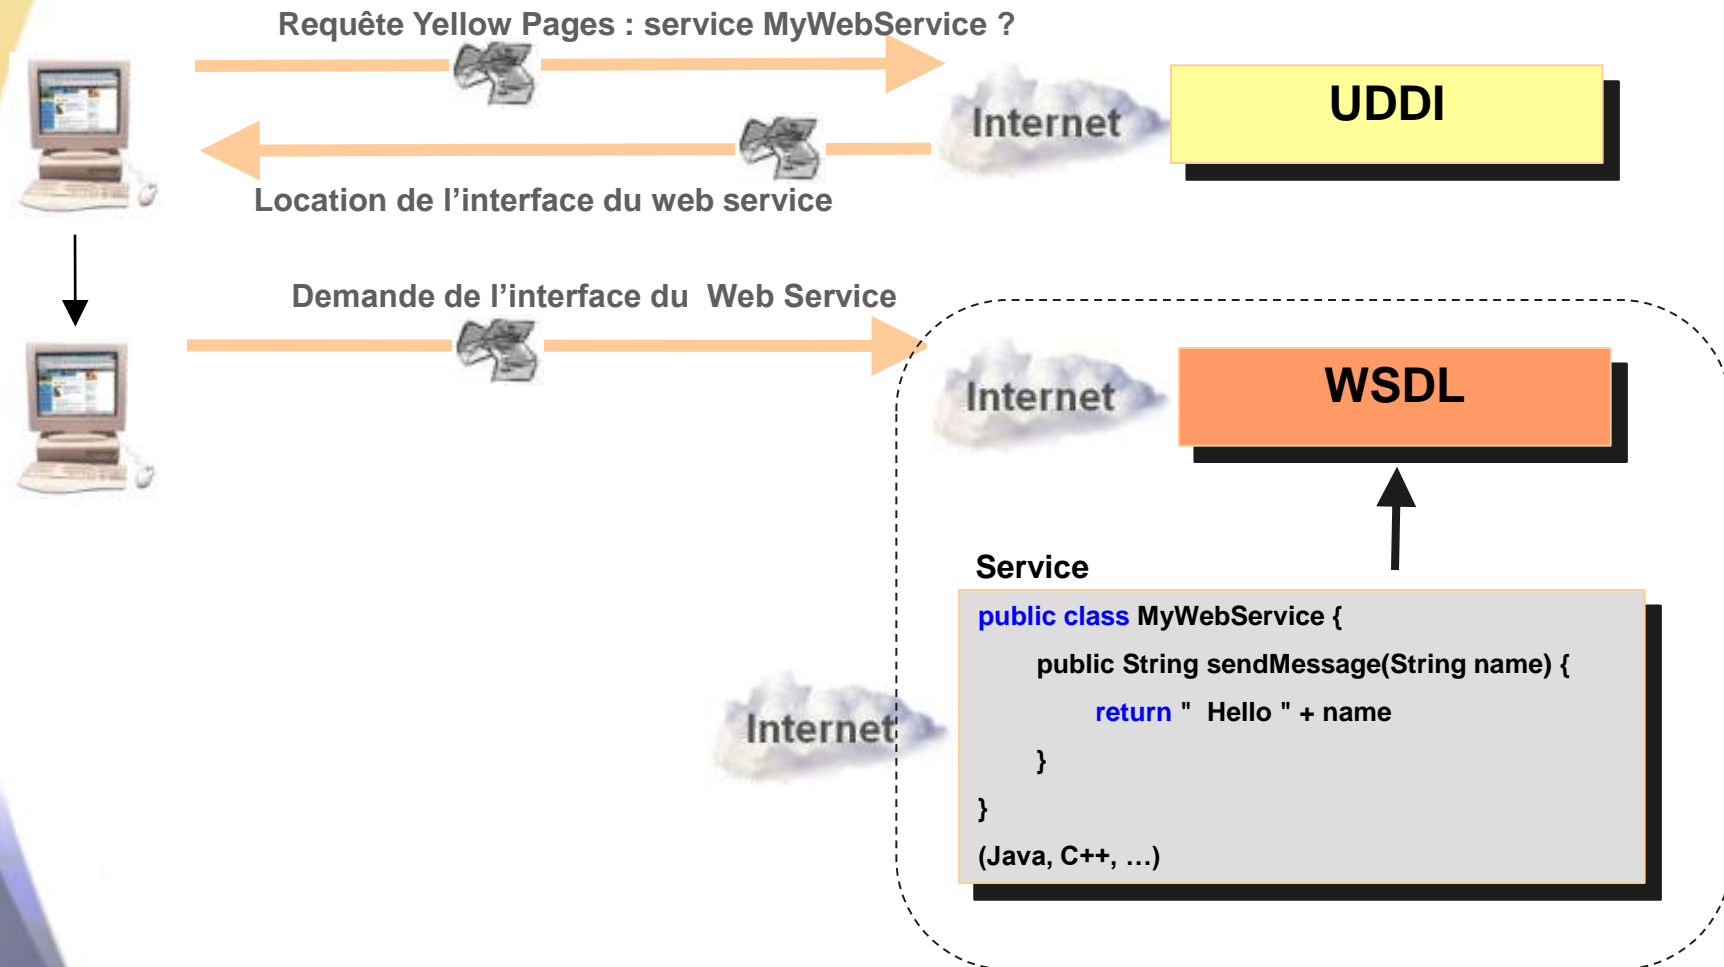 Requête Yellow Pages : service MyWebService ?
Internet
UDDI
Location de l’interface du web service
Demande de l’interface du  Web Service
Internet
WSDL
Service
public class MyWebService {
public String sendMessage(String name) {
return "  Hello " + name
}
}
(Java, C++, …)
Internet